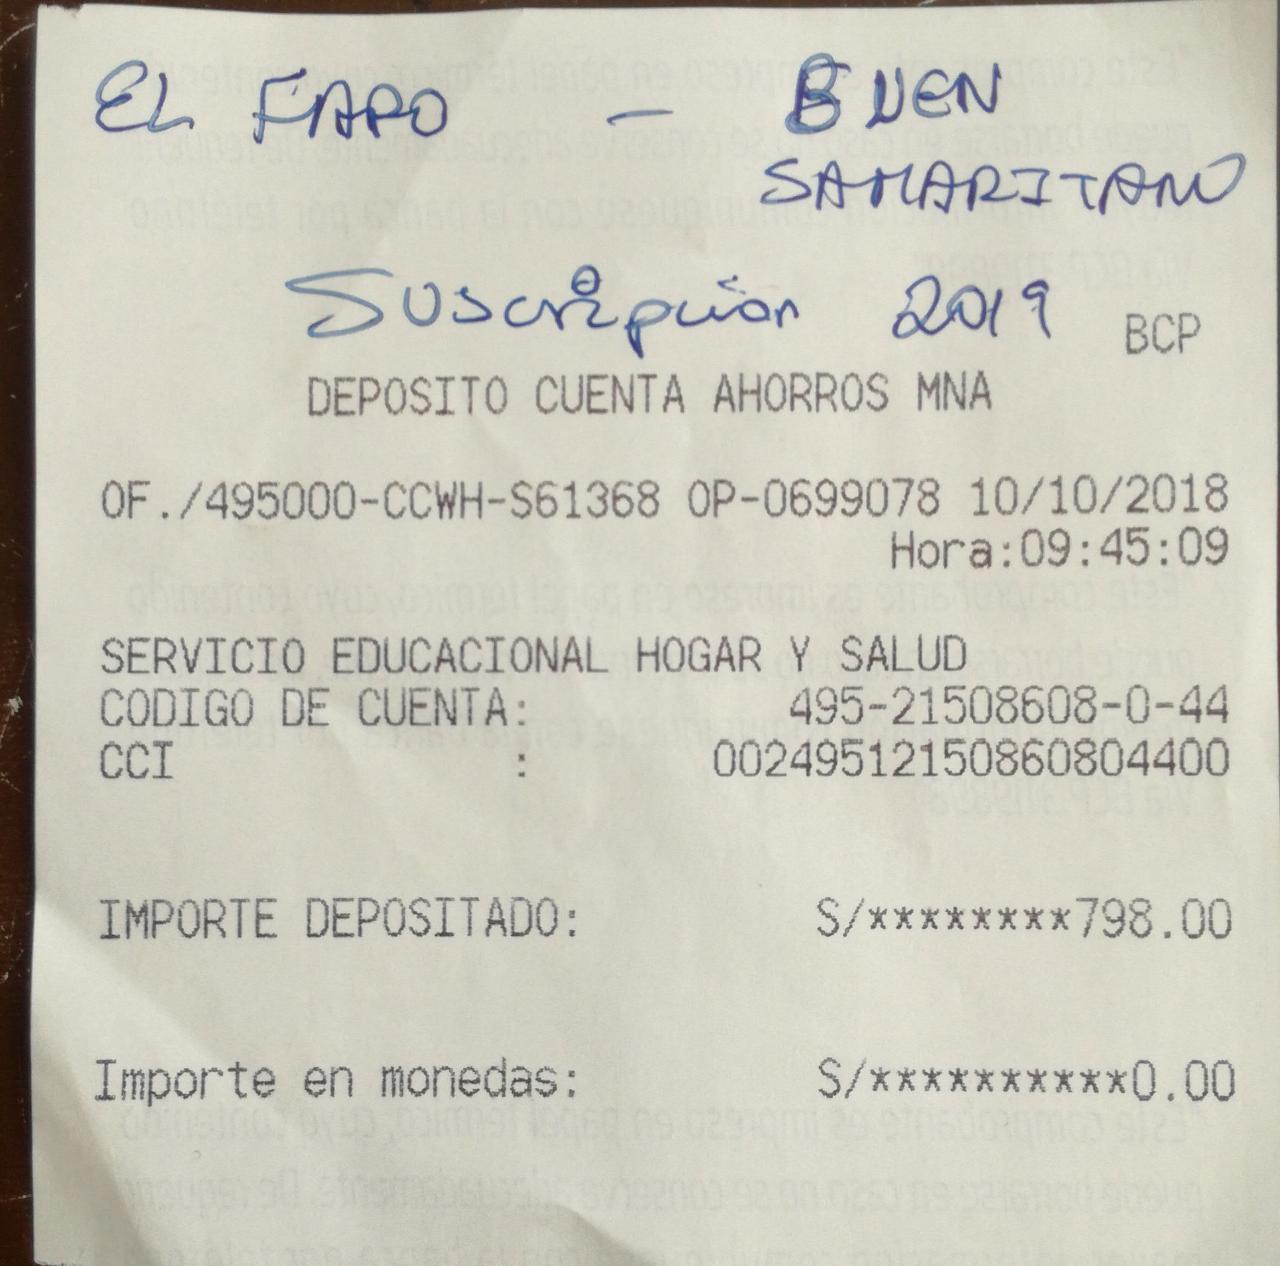 EL FARO - BUEN
SAMARITANO
Suscripción 2019
BCP
DEPOSITO CUENTA AHORROS MNA
OF./495000-CCWH-S61368 OP-0699078 10/10/2018
Hora:09:45:09
SERVICIO EDUCACIONAL HOGAR Y SALUD
CODIGO DE CUENTA: 495-21508608-0-44
CCI : 00249512150860804400
IMPORTE DEPOSITADO: S/********798.00
Importe en monedas: S/**********0.00